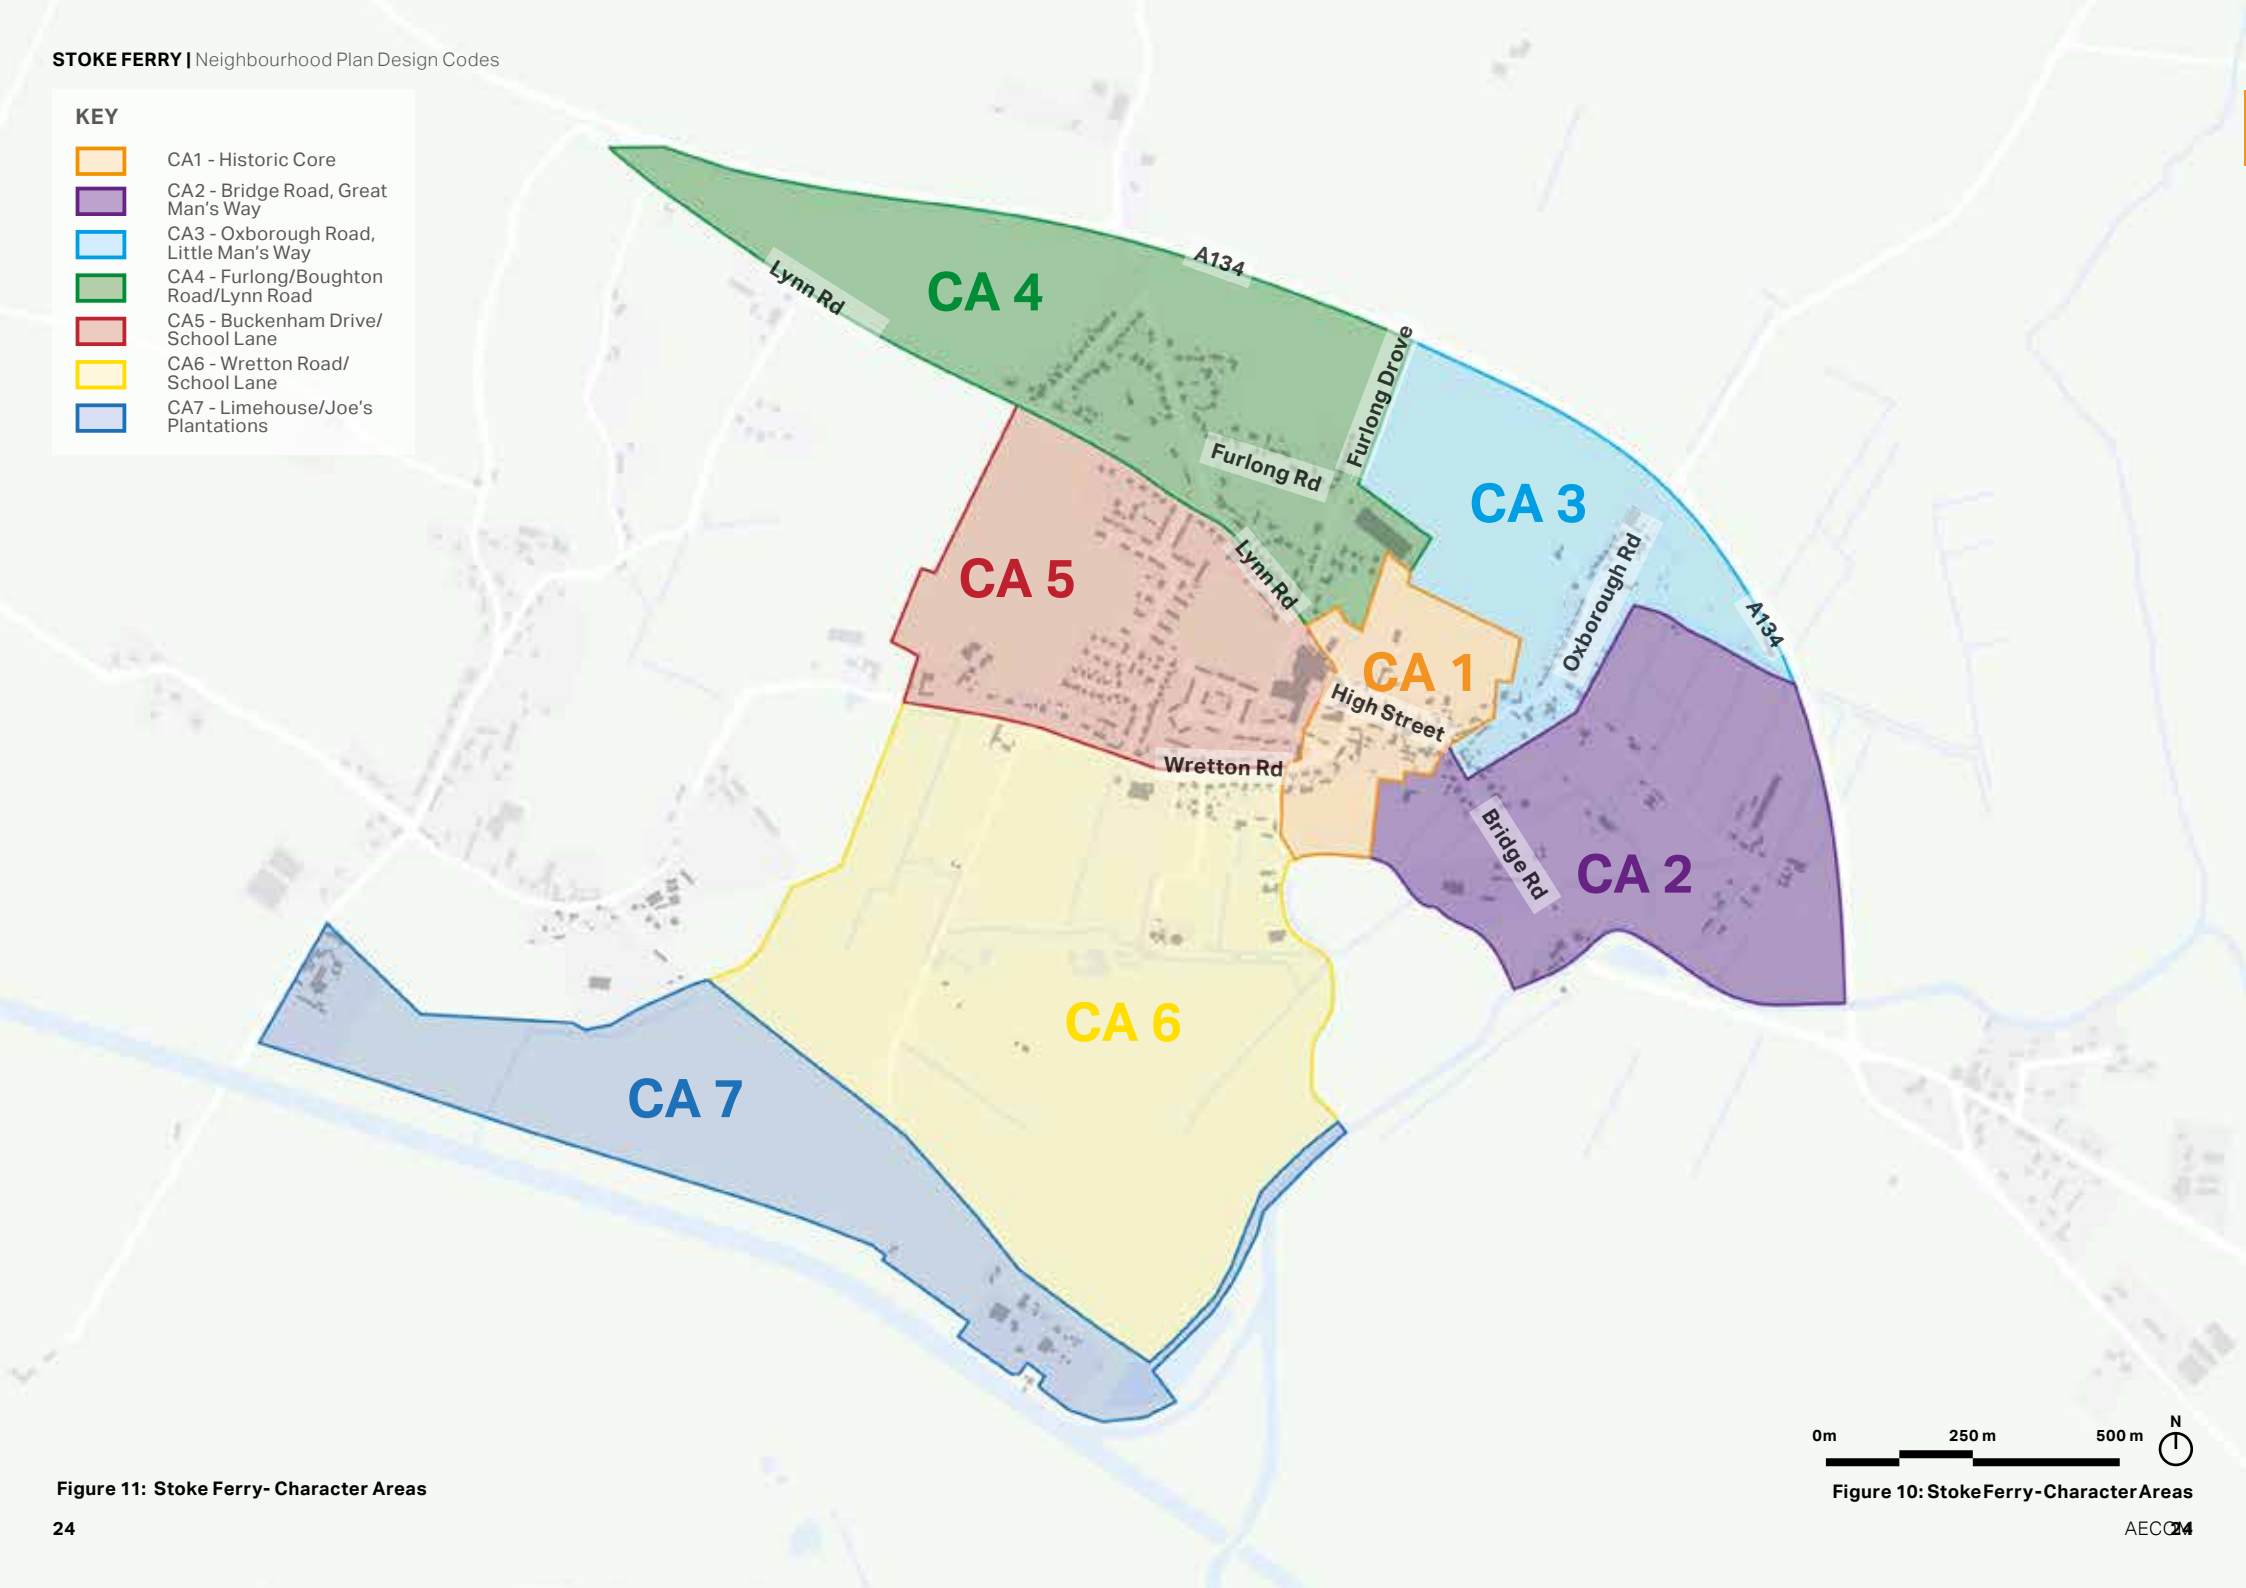 STOKE FERRY | Neighbourhood Plan Design Codes
KEY
CA1 - Historic Core
CA2 - Bridge Road, Great
Man's Way
CA3 - Oxborough Road,
Little Man's Way
CA4 - Furlong/Boughton
Road/Lynn Road
CA5 - Buckenham Drive/
School Lane
CA6 - Wretton Road/
School Lane
CA7 - Limehouse/Joe's
Plantations
A134
Lynn Rd
CA 4
Furlong Drove
Furlong Rd
CA 3
Lynn Rd
CA 5
Oxborough Rd
A134
CA 1
High Street
Wretton Rd
Bridge Rd
CA 2
CA 6
CA 7
0m 250 m 500 m
N
Figure 11: Stoke Ferry- Character Areas
Figure 10: Stoke Ferry - Character Areas
24
AECOM
24